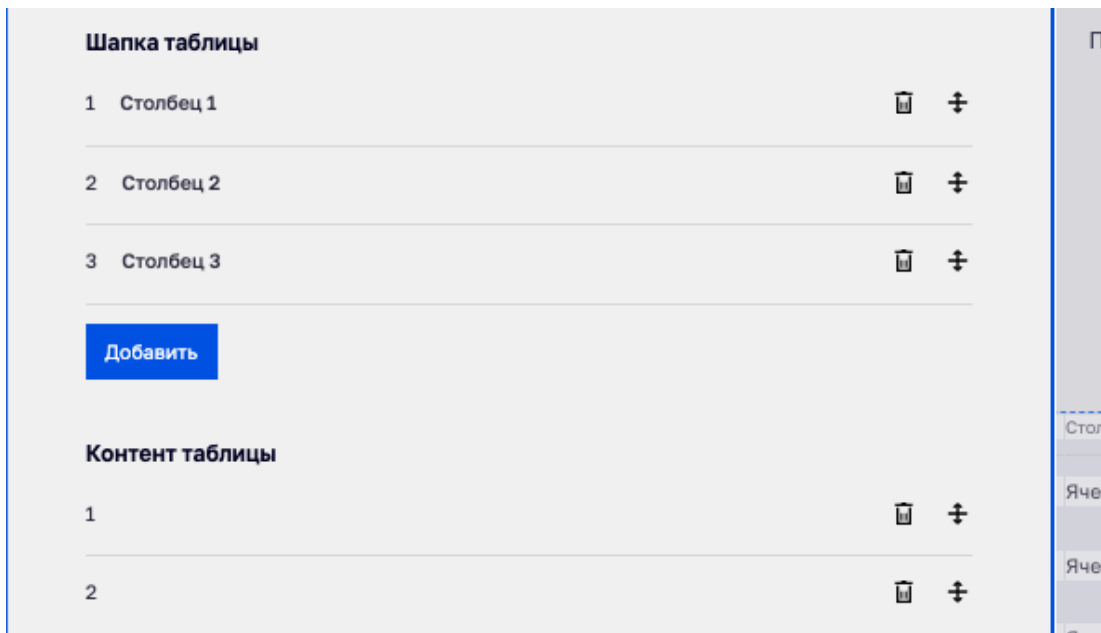 Шапка таблицы
1 Столбец 1
2 Столбец 2
3 Столбец 3
Добавить
Контент таблицы
1
2